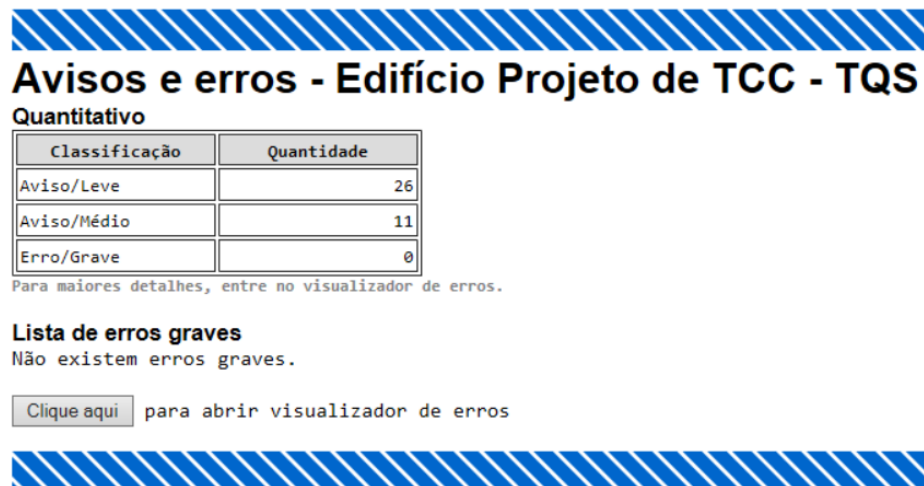 Avisos e erros - Edifício Projeto de TCC - TQS
Quantitativo
Classificação Quantidade
Aviso/Leve 26
Aviso/Médio 11
Erro/Grave 0
Para maiores detalhes, entre no visualizador de erros.
Lista de erros graves
Não existem erros graves.
Clique aqui para abrir visualizador de erros